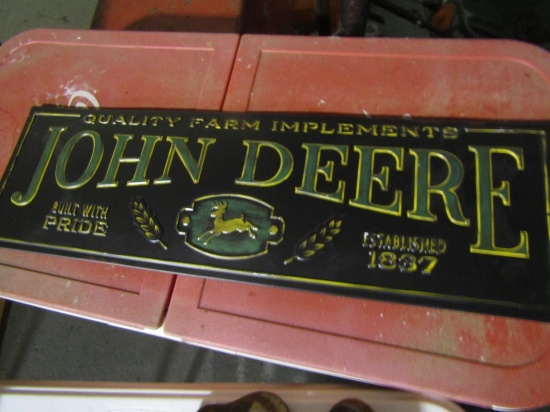 QUALITY FARM IMPLEMENTS
JOHN DEERE
BUILT WITH
PRIDE
ESTABLISHED
1837